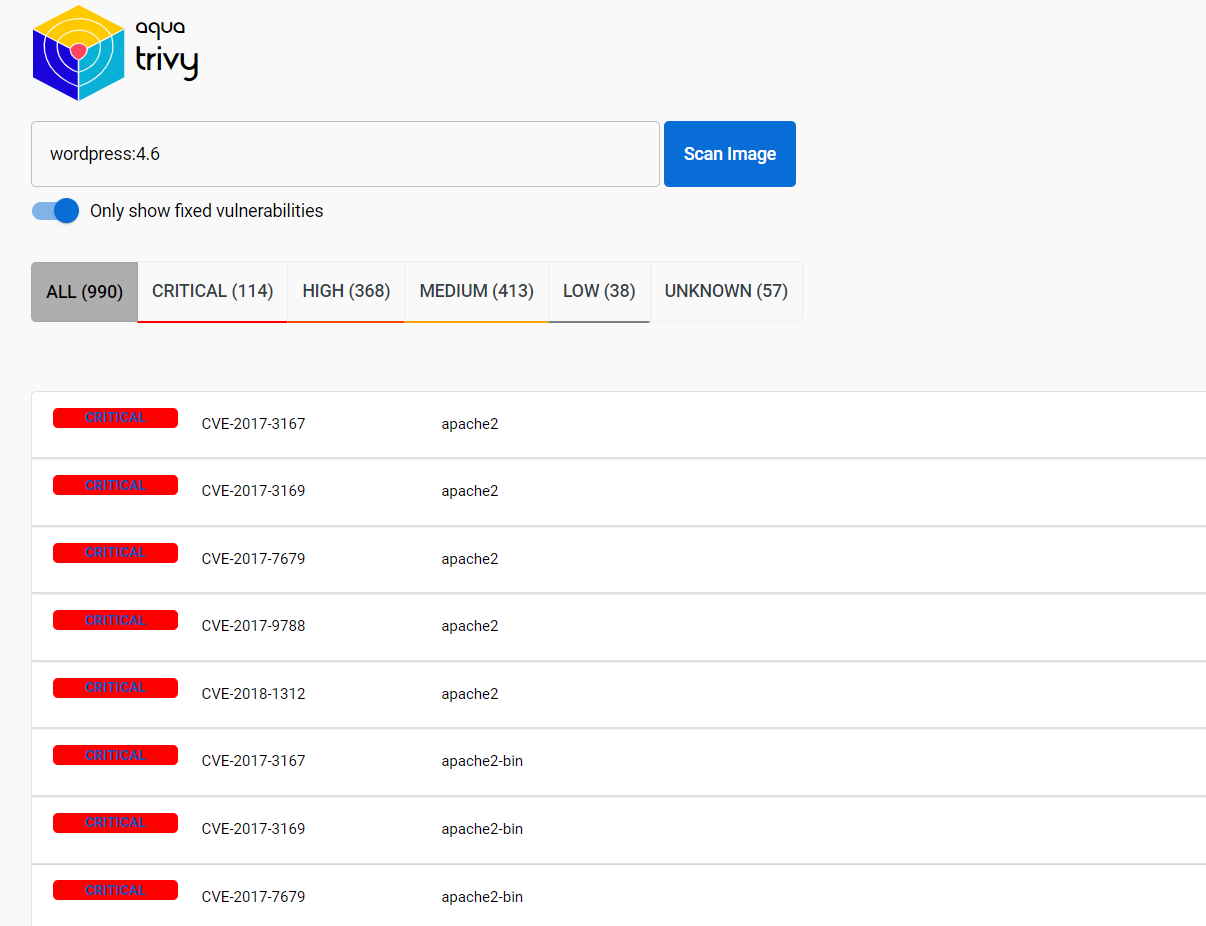 aqua
trivy
wordpress:4.6
Scan Image
Only show fixed vulnerabilities
ALL (990) CRITICAL (114) HIGH (368) MEDIUM (413) LOW (38) UNKNOWN (57)
CRITICAL CVE-2017-3167 apache2
CRITICAL CVE-2017-3169 apache2
CRITICAL CVE-2017-7679 apache2
CRITICAL CVE-2017-9788 apache2
CRITICAL CVE-2018-1312 apache2
CRITICAL CVE-2017-3167 apache2-bin
CRITICAL CVE-2017-3169 apache2-bin
CRITICAL CVE-2017-7679 apache2-bin